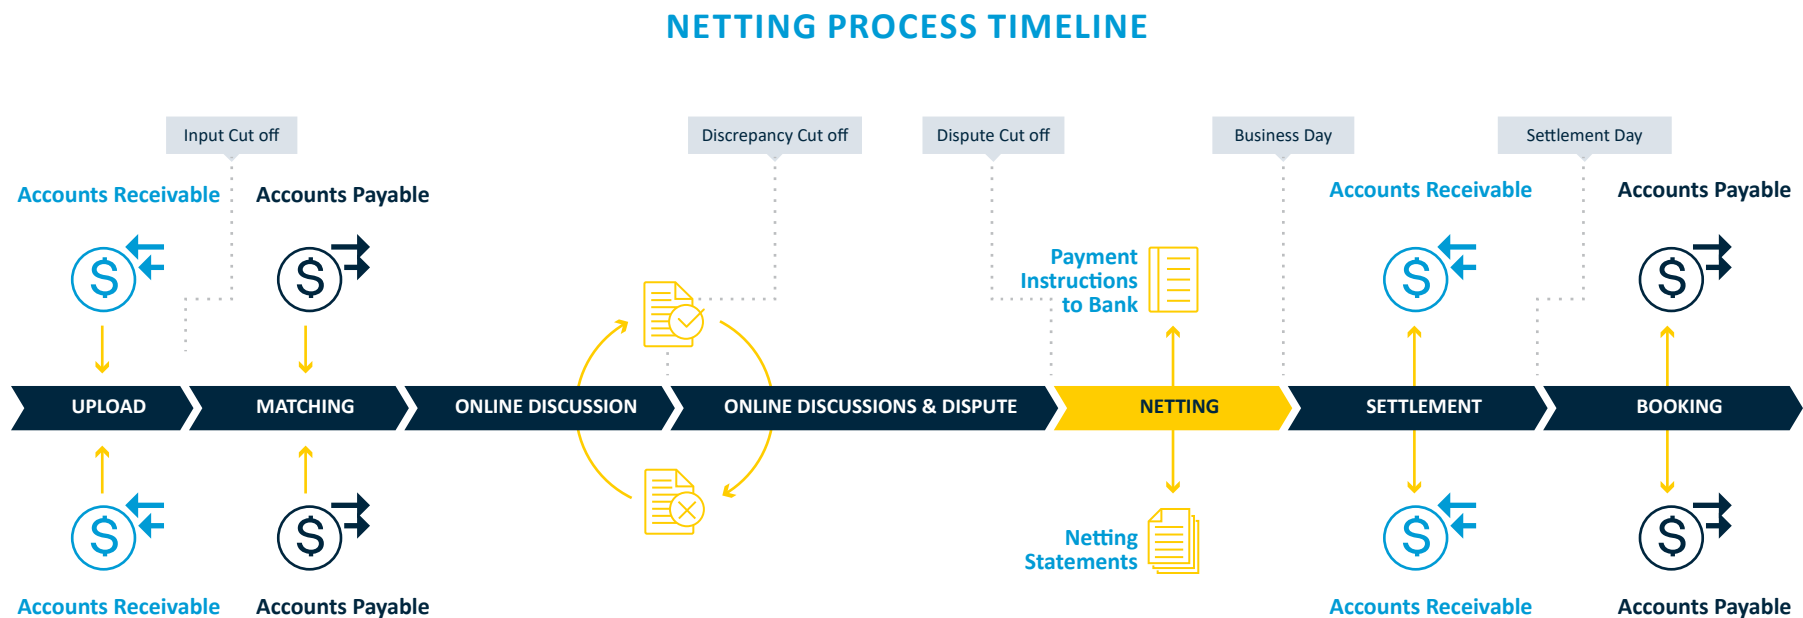 NETTING PROCESS TIMELINE
Input Cut off
Discrepancy Cut off
Dispute Cut off
Business Day
Settlement Day
Accounts Receivable
Accounts Payable
Accounts Receivable
Accounts Payable
$
$
Payment
Instructions
to Bank
$
$
UPLOAD
MATCHING
ONLINE DISCUSSION
ONLINE DISCUSSIONS & DISPUTE
NETTING
SETTLEMENT
BOOKING
$
$
Netting
Statements
$
$
Accounts Receivable
Accounts Payable
Accounts Receivable
Accounts Payable